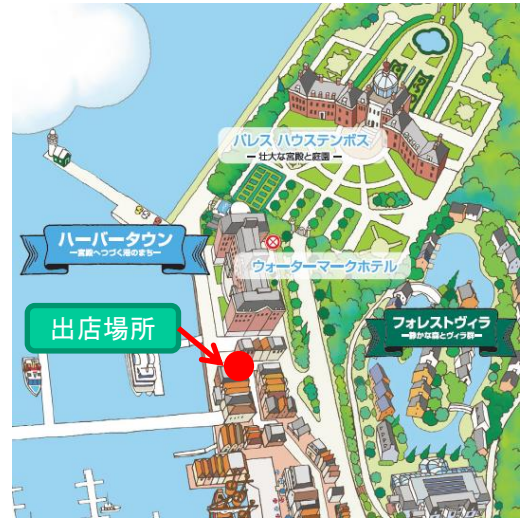 パレス ハウステンボス
ー 壮大な宮殿と庭園 ー
ハーバータウン
ー宮殿へつづく港のまちー
ウォーターマークホテル
出店場所
フォレストヴィラ
ー静かな森とヴィラ群ー